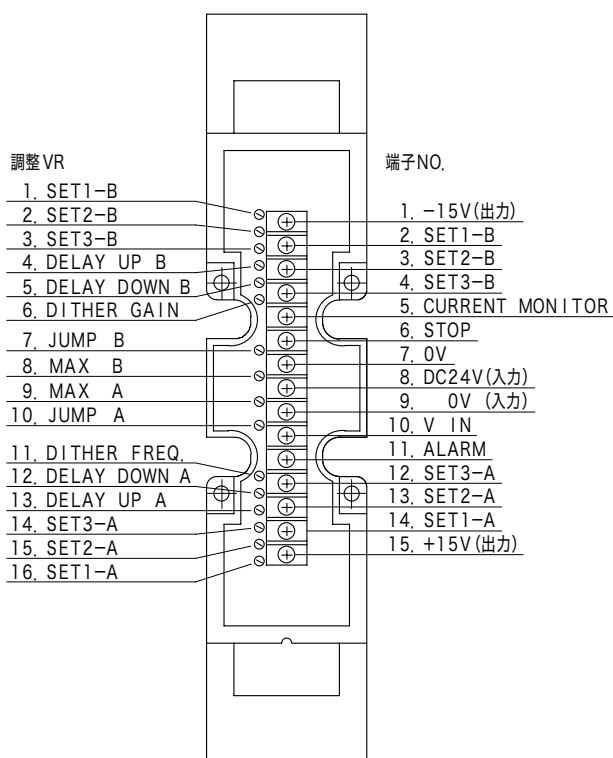 調整VR
1. SET1-B
2. SET2-B
3. SET3-B
4. DELAY UP B
5. DELAY DOWN B
6. DITHER GAIN
7. JUMP B
8. MAX B
9. MAX A
10. JUMP A
11. DITHER FREQ.
12. DELAY DOWN A
13. DELAY UP A
14. SET3-A
15. SET2-A
16. SET1-A
端子NO.
1. -15V(出力)
2. SET1-B
3. SET2-B
4. SET3-B
5. CURRENT MONITOR
6. STOP
7. 0V
8. DC24V(入力)
9. 0V (入力)
10. V IN
11. ALARM
12. SET3-A
13. SET2-A
14. SET1-A
15. +15V(出力)